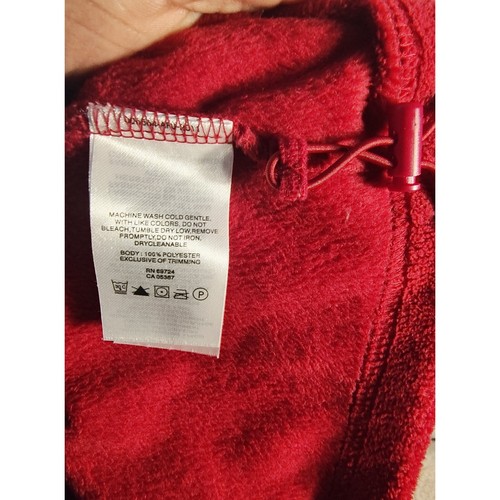 MACHINE WASH COLD GENTLE,
WITH LIKE COLORS, DO NOT
BLEACH,TUMBLE DRY LOW,REMOVE
PROMPTLY,DO NOT IRON,
DRYCLEANABLE
BODY : 100% POLYESTER
EXCLUSIVE OF TRIMMING
RN 69724
CA 05367